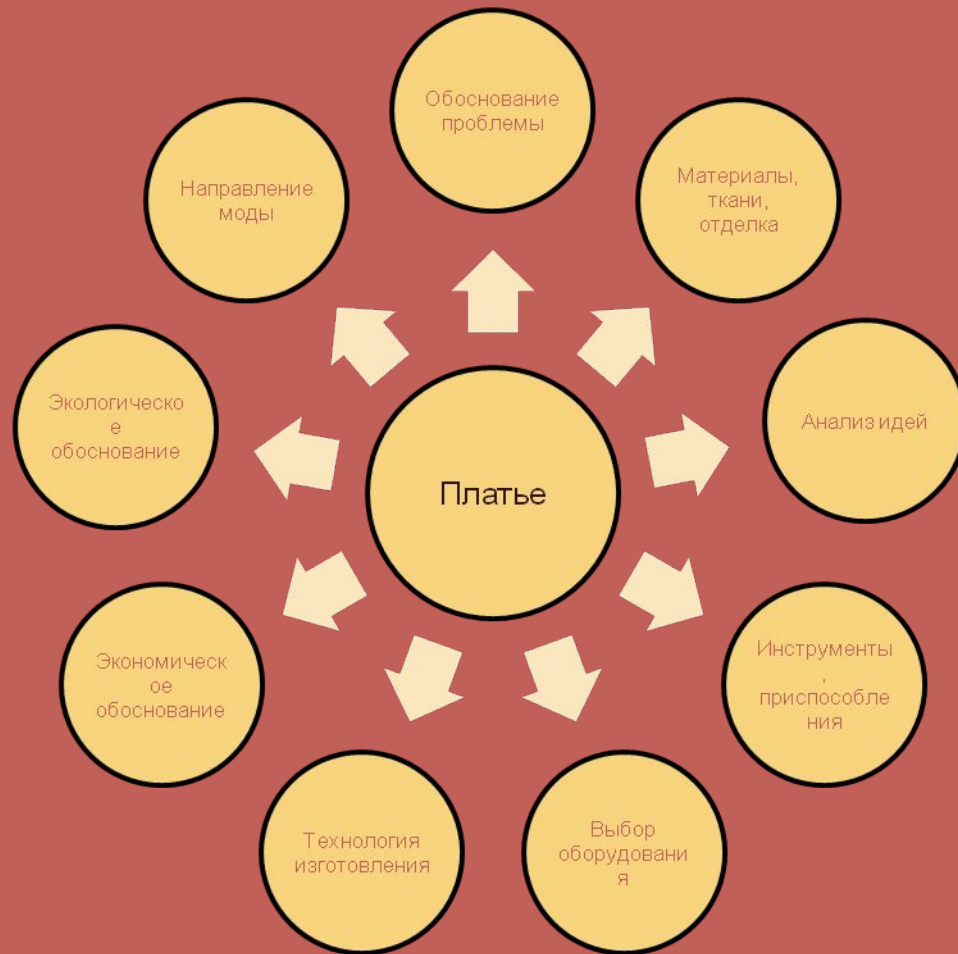 Обоснование
проблемы
Материалы,
ткани,
отделка
Анализ идей
Инструменты
,
приспособле
ния
Выбор
оборудовани
я
Технология
изготовления
Экономическ
ое
обоснование
Экологическо
е
обоснование
Направление
моды
Платье